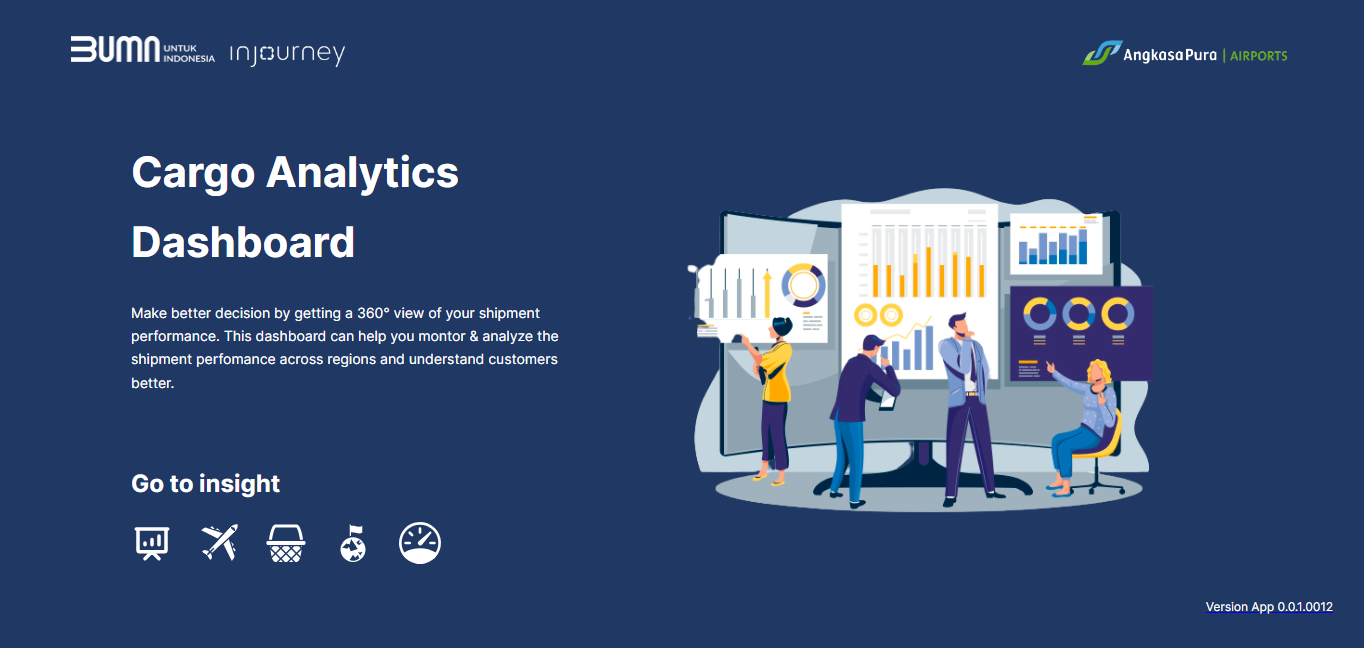 BUMN UNTUK INDONESIA
injourney
AngkasaPura | AIRPORTS
Cargo Analytics
Dashboard
Make better decision by getting a 360° view of your shipment
performance. This dashboard can help you montor & analyze the
shipment perfomance across regions and understand customers
better.
Go to insight
Version App 0.0.1.0012